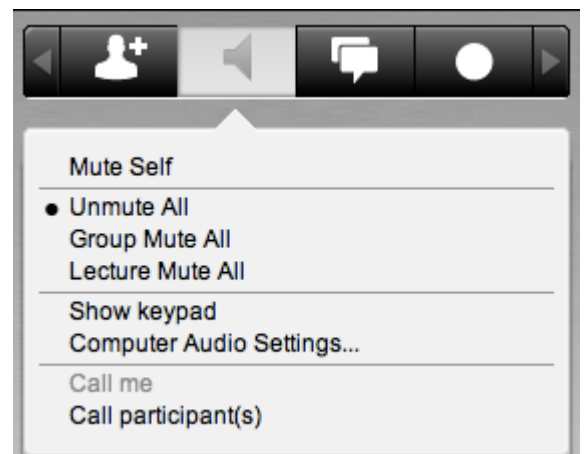 Mute Self
Unmute All
Group Mute All
Lecture Mute All
Show keypad
Computer Audio Settings...
Call me
Call participant(s)